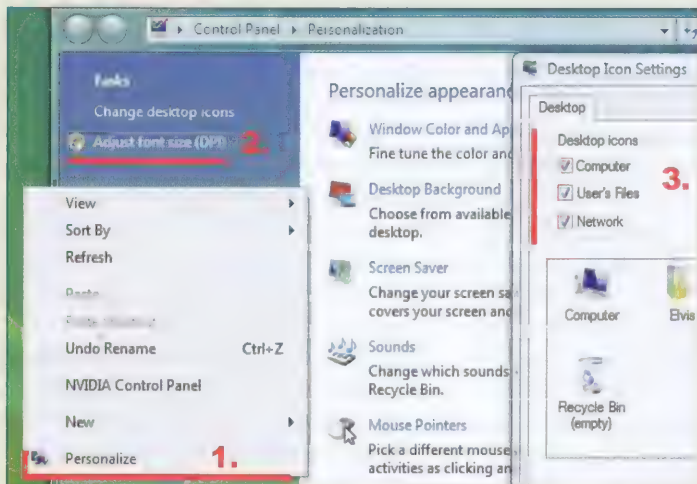 Control Panel ▸ Personalization
Tasks
Change desktop icons
Adjust font size (DPI) 2.
View
Sort By
Refresh
Paste
Undo Rename Ctrl+Z
NVIDIA Control Panel
New
Personalize 1.
Personalize appearan
Window Color and Ap
Fine tune the color and
Desktop Background
Choose from available
desktop.
Screen Saver
Change your screen sa
covers your screen and
Sounds
Change which sounds
Recycle Bin.
Mouse Pointers
Pick a different mouse
activities as clicking an
Desktop Icon Settings
Desktop
Desktop icons
Computer
User's Files 3.
Network
Computer
Elvis
Recycle Bin
(empty)